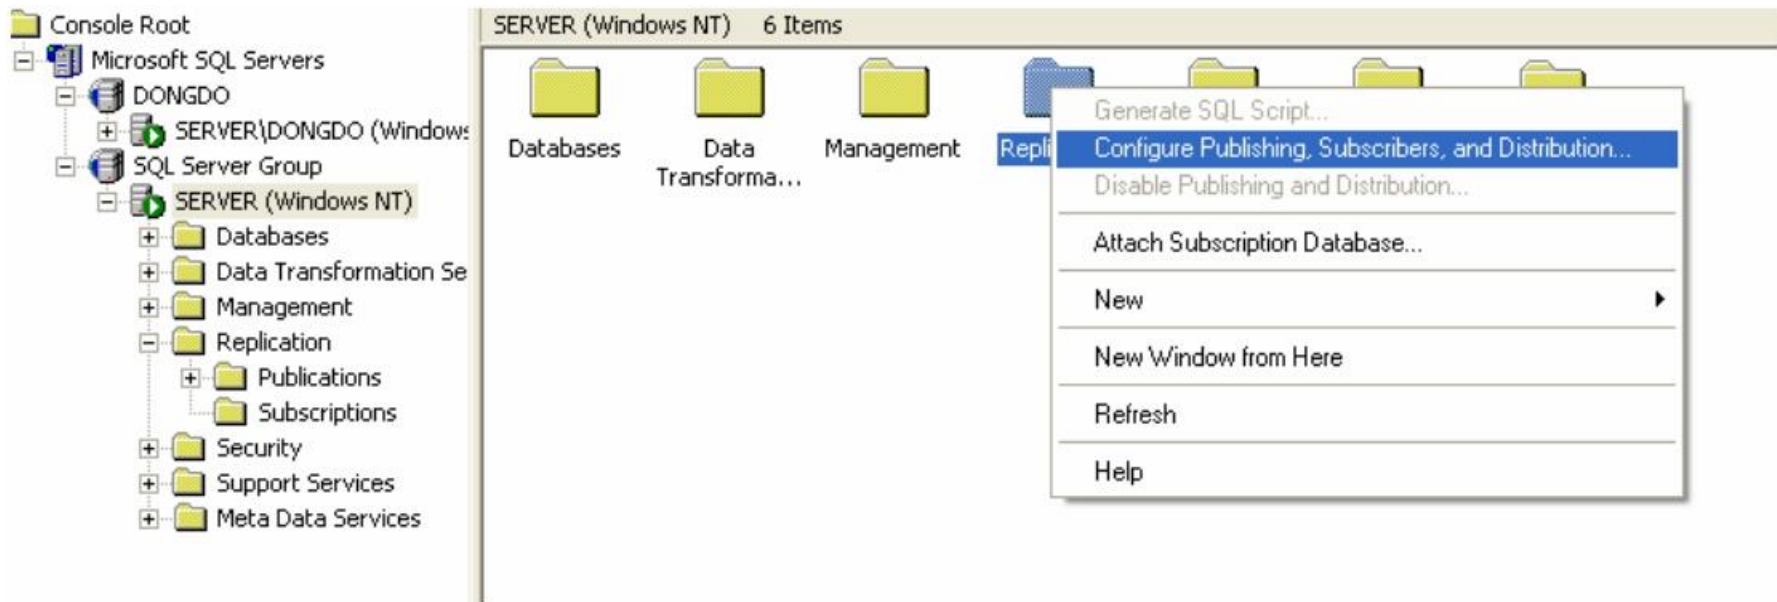 Console Root
Microsoft SQL Servers
DONGDO
SERVER\DONGDO (Windows
SQL Server Group
SERVER (Windows NT)
Databases
Data Transformation Se
Management
Replication
Publications
Subscriptions
Security
Support Services
Meta Data Services
SERVER (Windows NT) 6 Items
Databases
Data
Transforma...
Management
Repli
Generate SQL Script...
Configure Publishing, Subscribers, and Distribution...
Disable Publishing and Distribution...
Attach Subscription Database...
New
New Window from Here
Refresh
Help